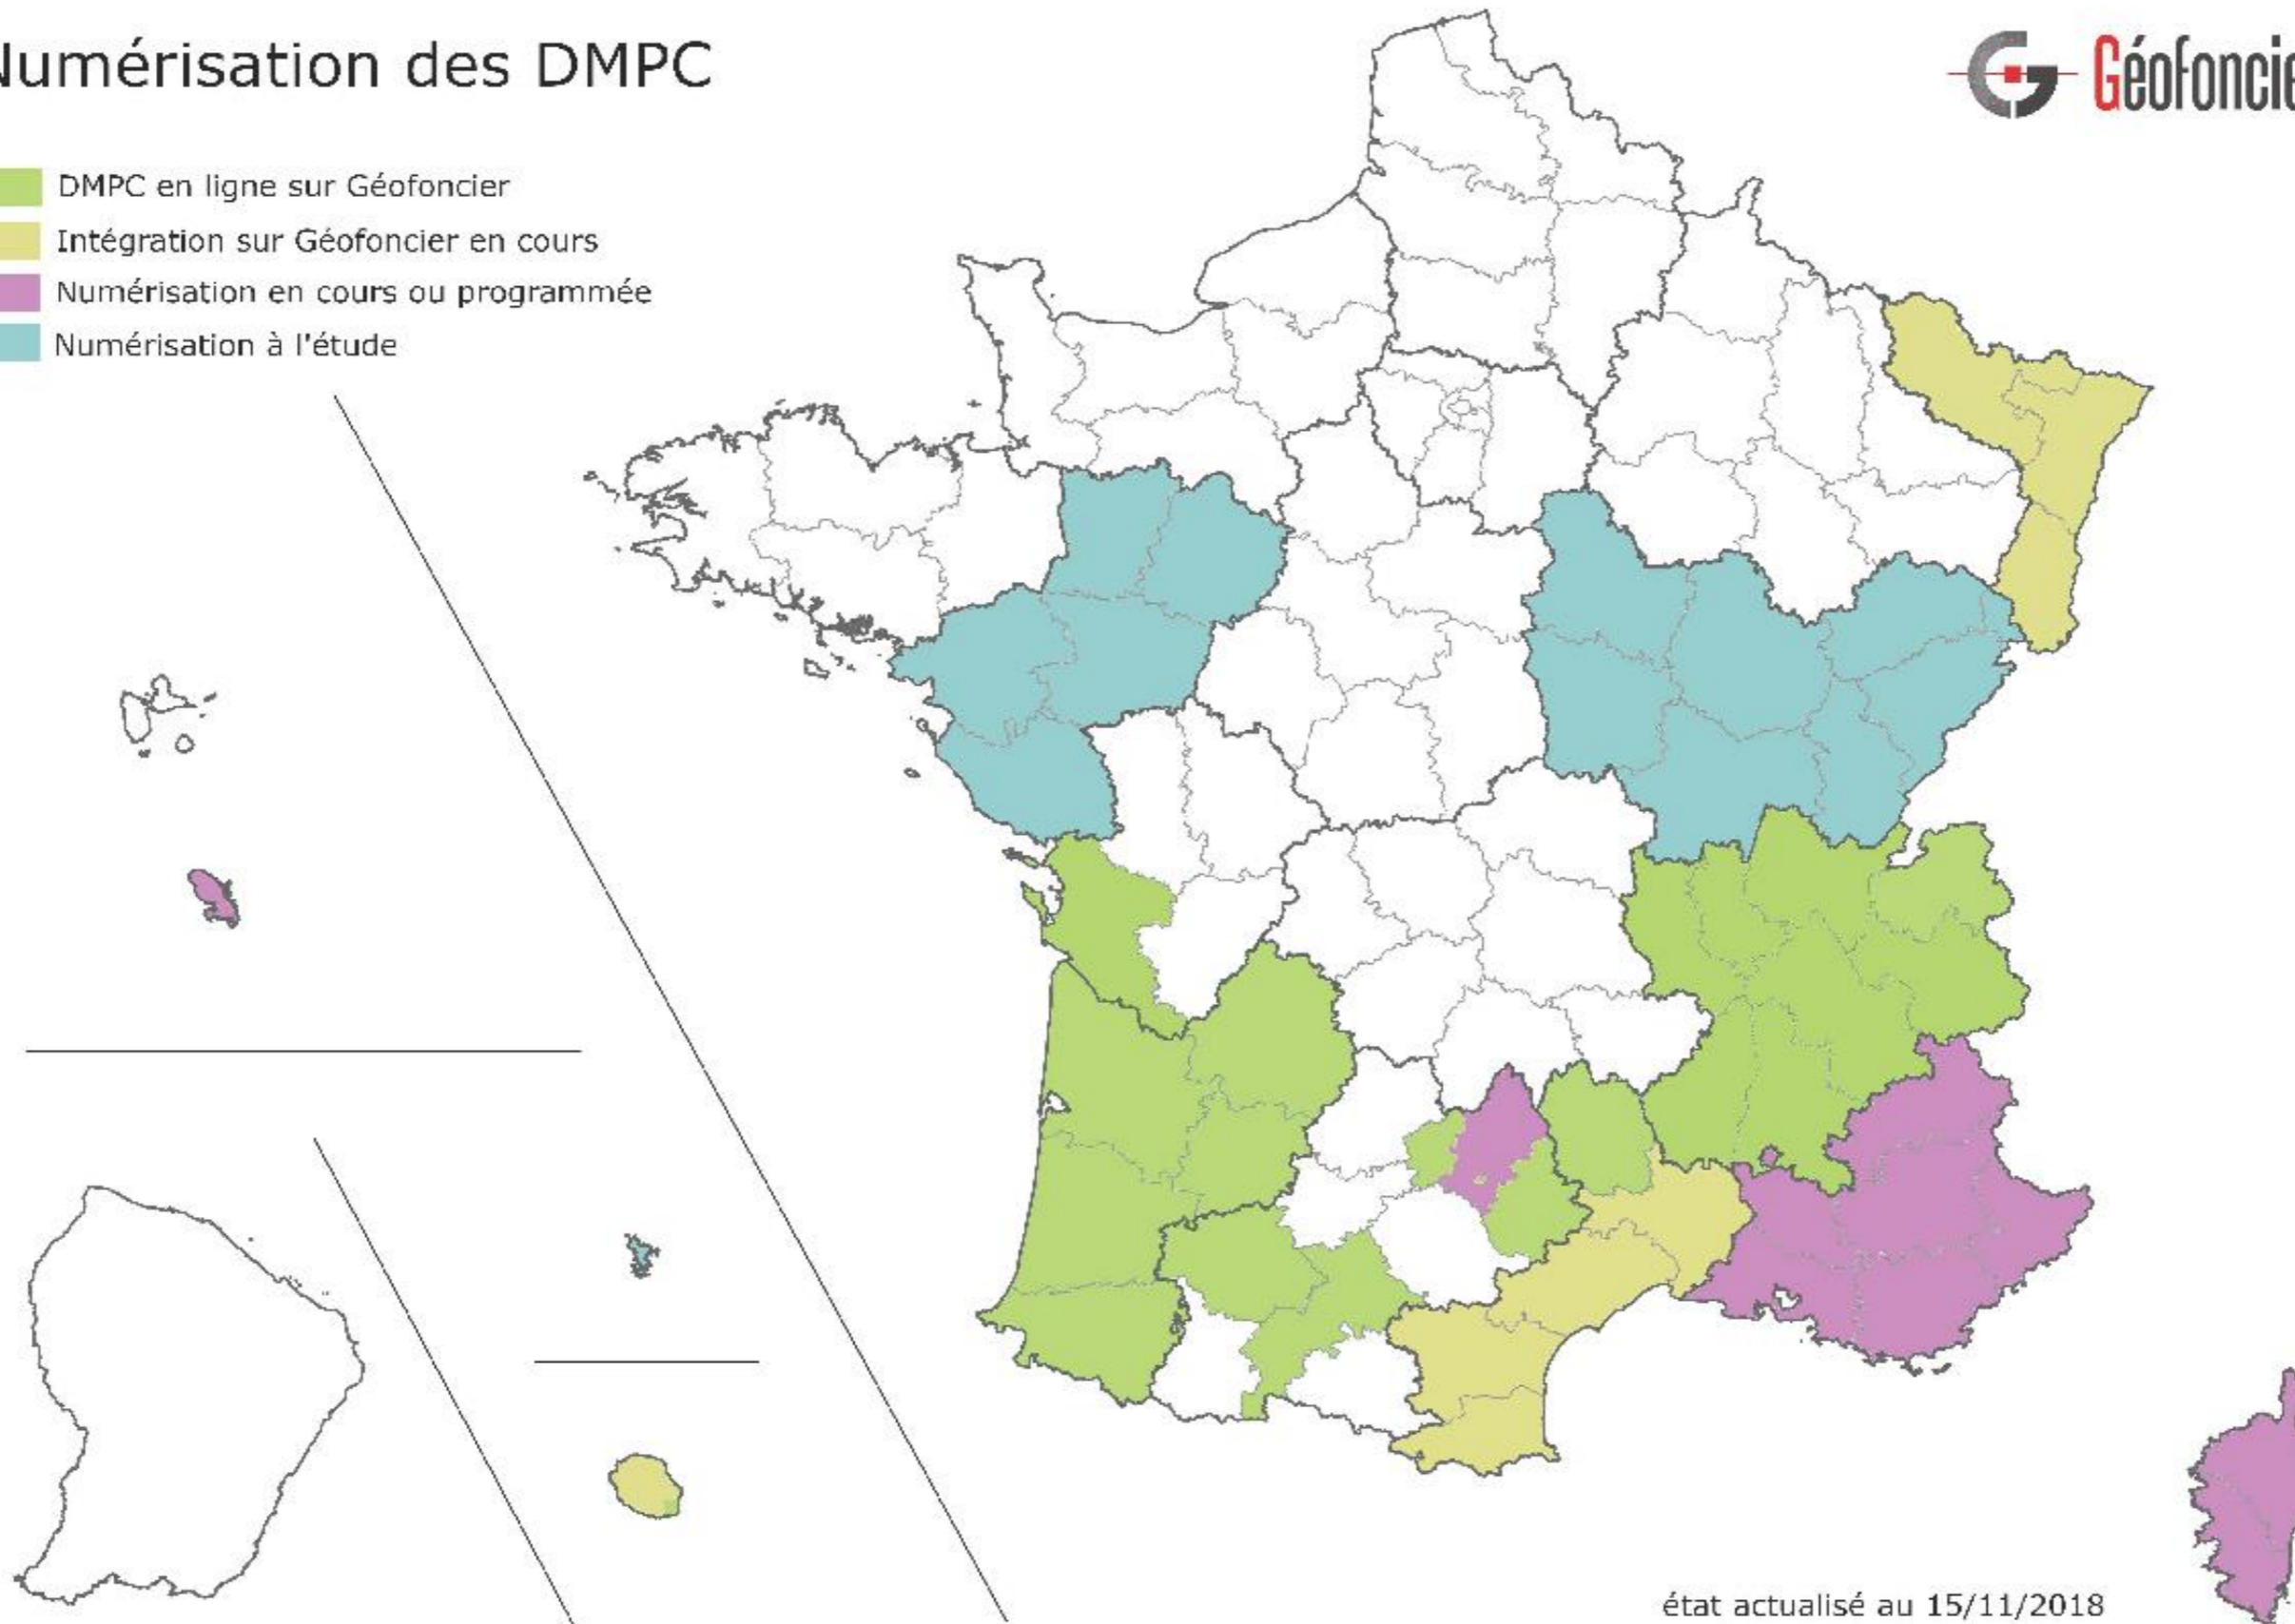 Numérisation des DMPC
Géofoncie
DMPC en ligne sur Géofoncier
Intégration sur Géofoncier en cours
Numérisation en cours ou programmée
Numérisation à l'étude
état actualisé au 15/11/2018